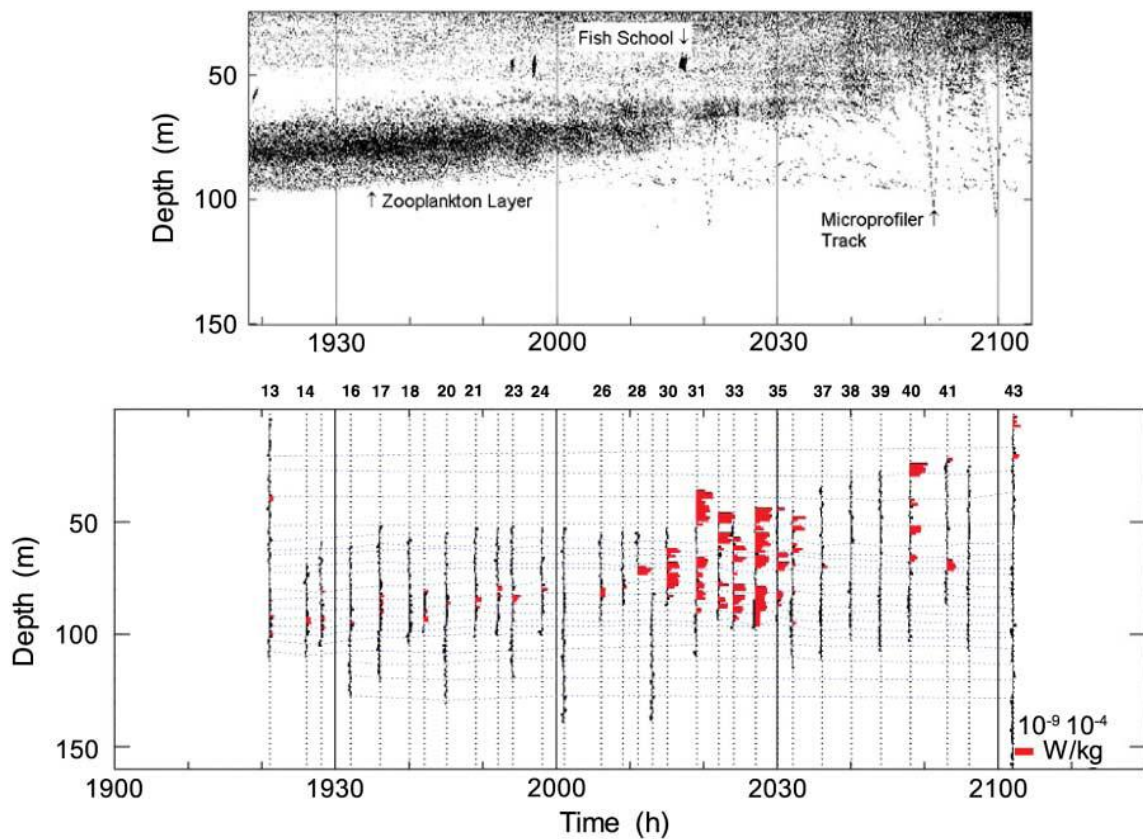 Fish School ↓
50
Depth (m)
100
↑ Zooplankton Layer
Microprofiler ↑
Track
150
1930 2000 2030 2100
13 14 16 17 18 20 21 23 24 26 28 30 31 33 35 37 38 39 40 41 43
50
Depth (m)
100
10⁻⁹ 10⁻⁴
W/kg
150
1900 1930 2000 2030 2100
Time (h)